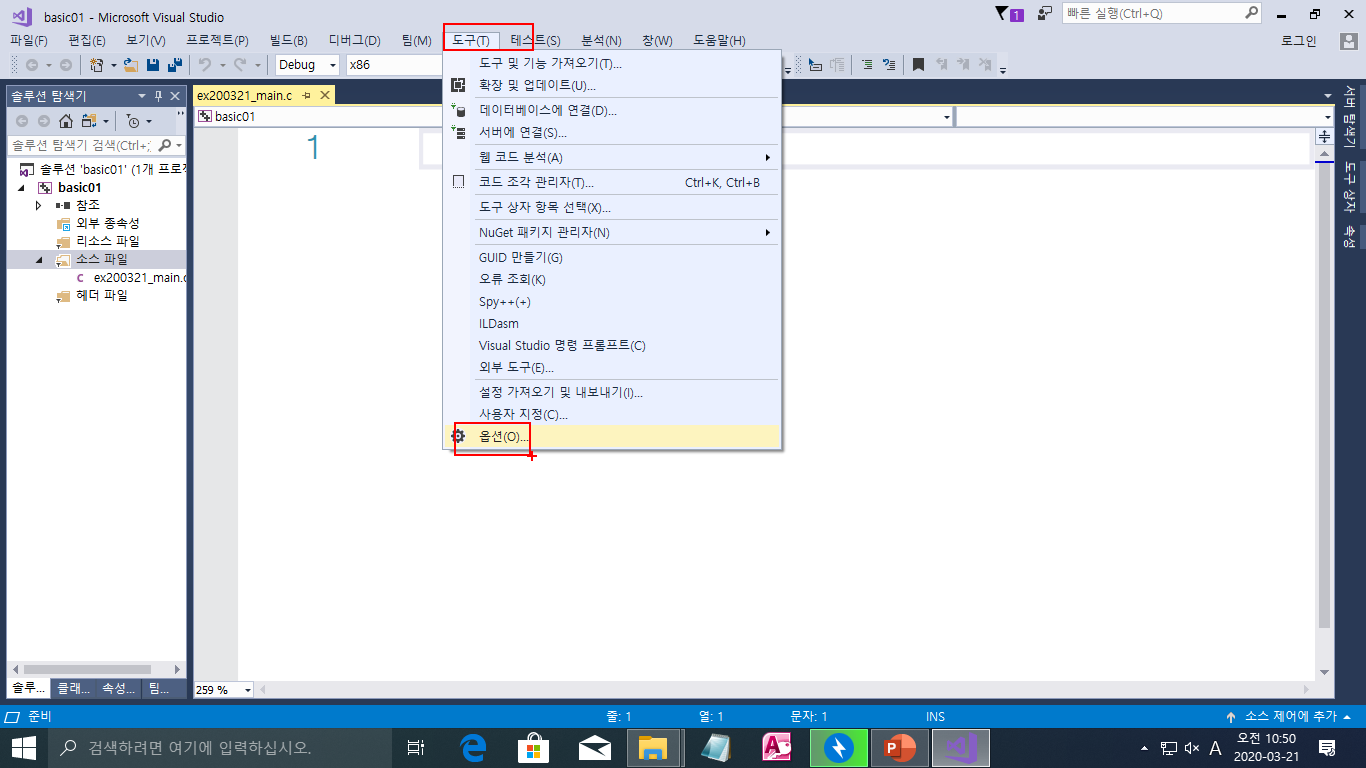 basic01 - Microsoft Visual Studio
1
빠른 실행(Ctrl+Q)
파일(F) 편집(E) 보기(V) 프로젝트(P) 빌드(B) 디버그(D) 팀(M) 도구(T) 테스트(S) 분석(N) 창(W) 도움말(H)
로그인
Debug
x86
솔루션 탐색기
솔루션 탐색기 검색(Ctrl+;
솔루션 'basic01' (1개 프로젝
basic01
참조
외부 종속성
리소스 파일
소스 파일
ex200321_main.c
헤더 파일
솔루... 클래... 속성... 팀...
ex200321_main.c
basic01
1
도구 및 기능 가져오기(T)...
확장 및 업데이트(U)...
데이터베이스에 연결(D)...
서버에 연결(S)...
웹 코드 분석(A)
코드 조각 관리자(T)... Ctrl+K, Ctrl+B
도구 상자 항목 선택(X)...
NuGet 패키지 관리자(N)
GUID 만들기(G)
오류 조회(K)
Spy++(+)
ILDasm
Visual Studio 명령 프롬프트(C)
외부 도구(E)...
설정 가져오기 및 내보내기(I)...
사용자 지정(C)...
옵션(O)...
서버 탐색기
도구 상자
속성
259 %
준비
줄: 1
열: 1
문자: 1
INS
소스 제어에 추가
검색하려면 여기에 입력하십시오.
A
오전 10:50
2020-03-21